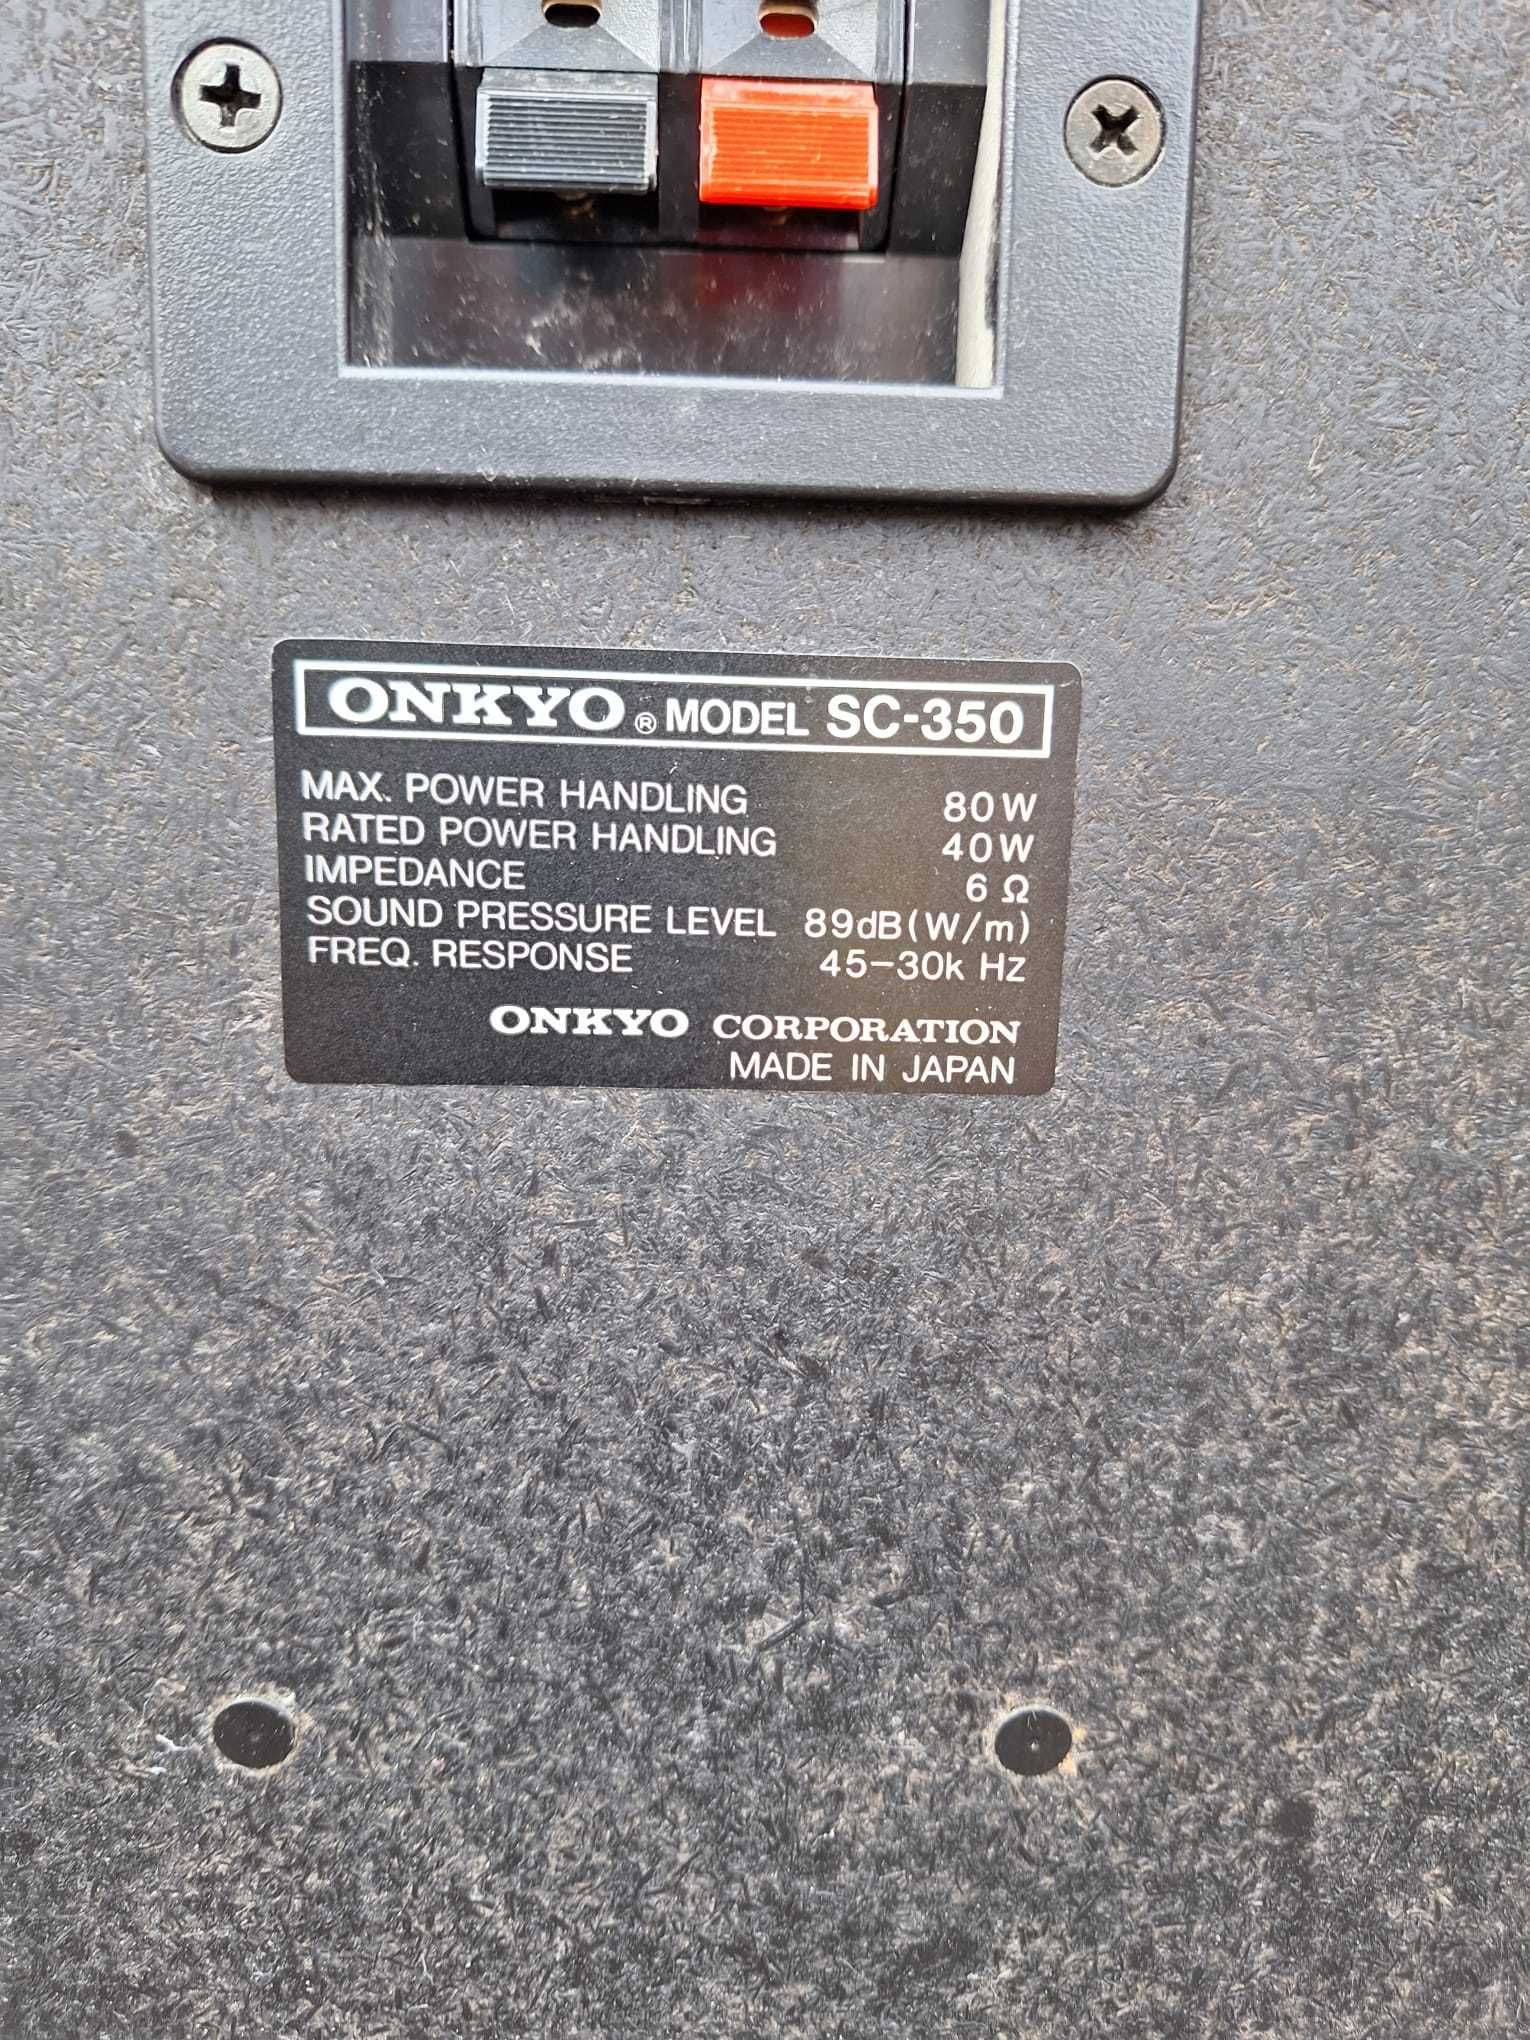 ONKYO ® MODEL SC-350
MAX. POWER HANDLING 80W
RATED POWER HANDLING 40W
IMPEDANCE 6 Ω
SOUND PRESSURE LEVEL 89dB(W/m)
FREQ. RESPONSE 45-30k Hz
ONKYO CORPORATION
MADE IN JAPAN